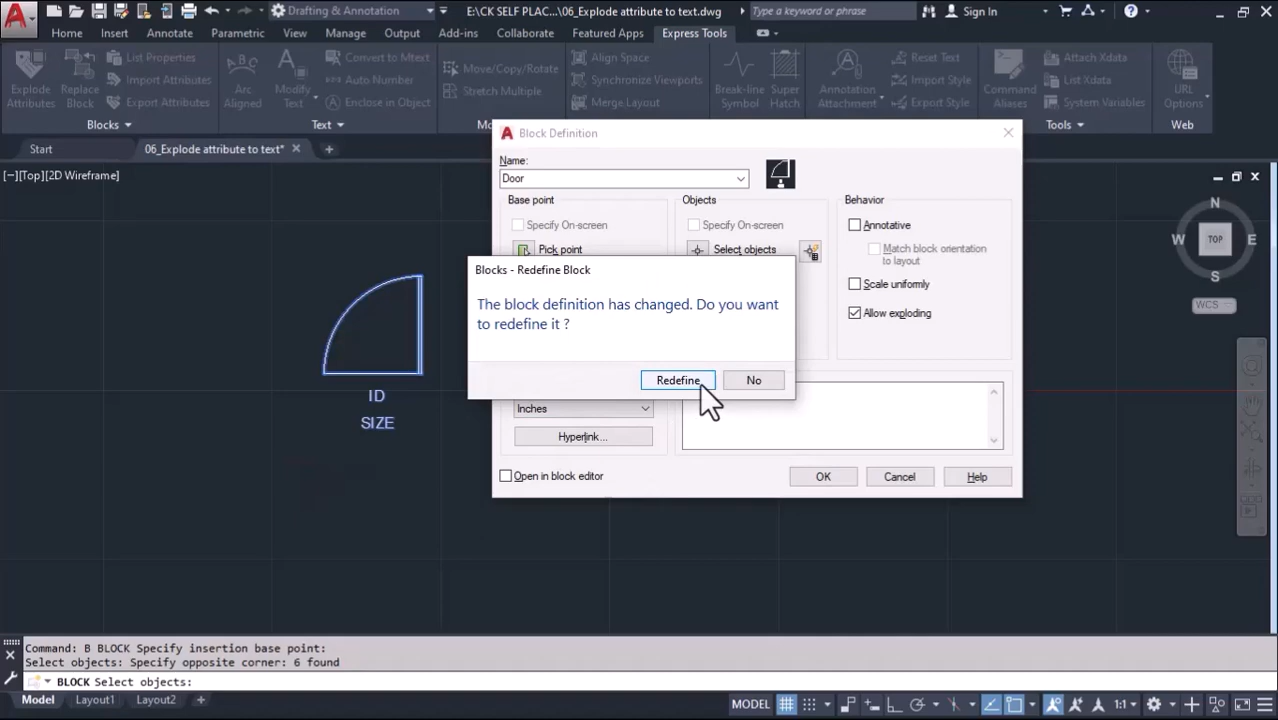 Drafting & Annotation
E:\CK SELF PLAC...\06_Explode attribute to text.dwg
Type a keyword or phrase
Sign In
Home
Insert
Annotate
Parametric
View
Manage
Output
Add-ins
Collaborate
Featured Apps
Express Tools
Explode Attributes
Replace Block
List Properties
Import Attributes
Export Attributes
Blocks
Arc Aligned
Modify Text
Convert to Mtext
Auto Number
Enclose in Object
Text
Move/Copy/Rotate
Stretch Multiple
Align Space
Synchronize Viewports
Merge Layout
Break-line Symbol
Super Hatch
Annotation Attachment
Reset Text
Import Style
Export Style
Command Aliases
Attach Xdata
List Xdata
System Variables
Tools
URL Options
Web
Start
06_Explode attribute to text*
[−][Top][2D Wireframe]
Block Definition
Name:
Door
Base point
Specify On-screen
Pick point
Objects
Specify On-screen
Select objects
Behavior
Annotative
Match block orientation
to layout
Scale uniformly
Allow exploding
Blocks - Redefine Block
The block definition has changed. Do you want
to redefine it ?
Redefine
No
Inches
Hyperlink...
Open in block editor
OK
Cancel
Help
ID
SIZE
N
W
TOP
E
S
WCS
Command: B BLOCK Specify insertion base point:
Select objects: Specify opposite corner: 6 found
BLOCK Select objects:
Model
Layout1
Layout2
MODEL
1:1